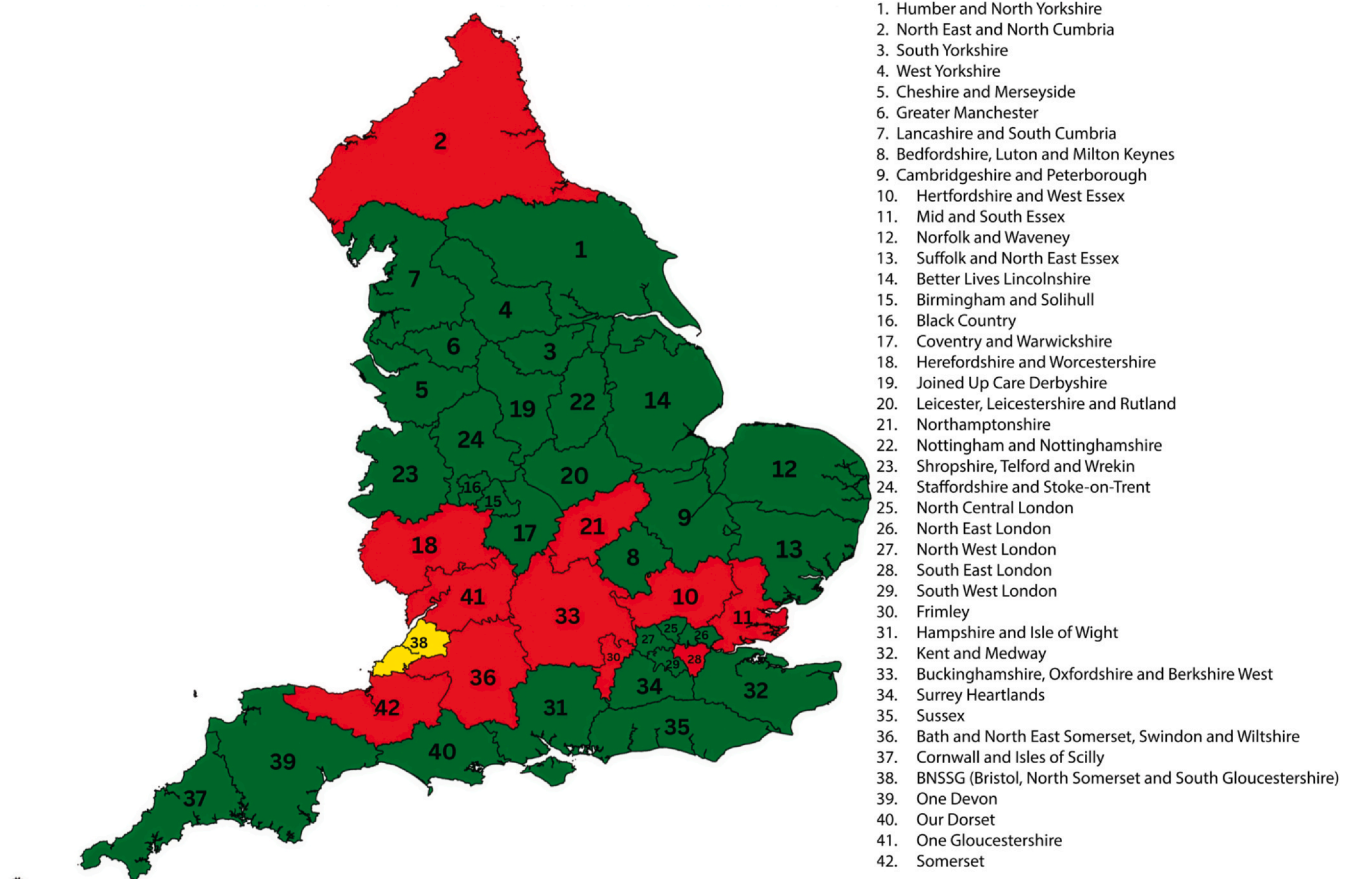 1. Humber and North Yorkshire
2. North East and North Cumbria
3. South Yorkshire
4. West Yorkshire
5. Cheshire and Merseyside
6. Greater Manchester
7. Lancashire and South Cumbria
8. Bedfordshire, Luton and Milton Keynes
9. Cambridgeshire and Peterborough
10. Hertfordshire and West Essex
11. Mid and South Essex
12. Norfolk and Waveney
13. Suffolk and North East Essex
14. Better Lives Lincolnshire
15. Birmingham and Solihull
16. Black Country
17. Coventry and Warwickshire
18. Herefordshire and Worcestershire
19. Joined Up Care Derbyshire
20. Leicester, Leicestershire and Rutland
21. Northamptonshire
22. Nottingham and Nottinghamshire
23. Shropshire, Telford and Wrekin
24. Staffordshire and Stoke-on-Trent
25. North Central London
26. North East London
27. North West London
28. South East London
29. South West London
30. Frimley
31. Hampshire and Isle of Wight
32. Kent and Medway
33. Buckinghamshire, Oxfordshire and Berkshire West
34. Surrey Heartlands
35. Sussex
36. Bath and North East Somerset, Swindon and Wiltshire
37. Cornwall and Isles of Scilly
38. BNSSG (Bristol, North Somerset and South Gloucestershire)
39. One Devon
40. Our Dorset
41. One Gloucestershire
42. Somerset
2
1
7
4
6
3
5
19
22
14
24
23
20
12
16
15
21
9
17
18
8
13
41
10
33
11
25
26
27
38
30
29
28
36
34
32
42
31
35
40
39
37